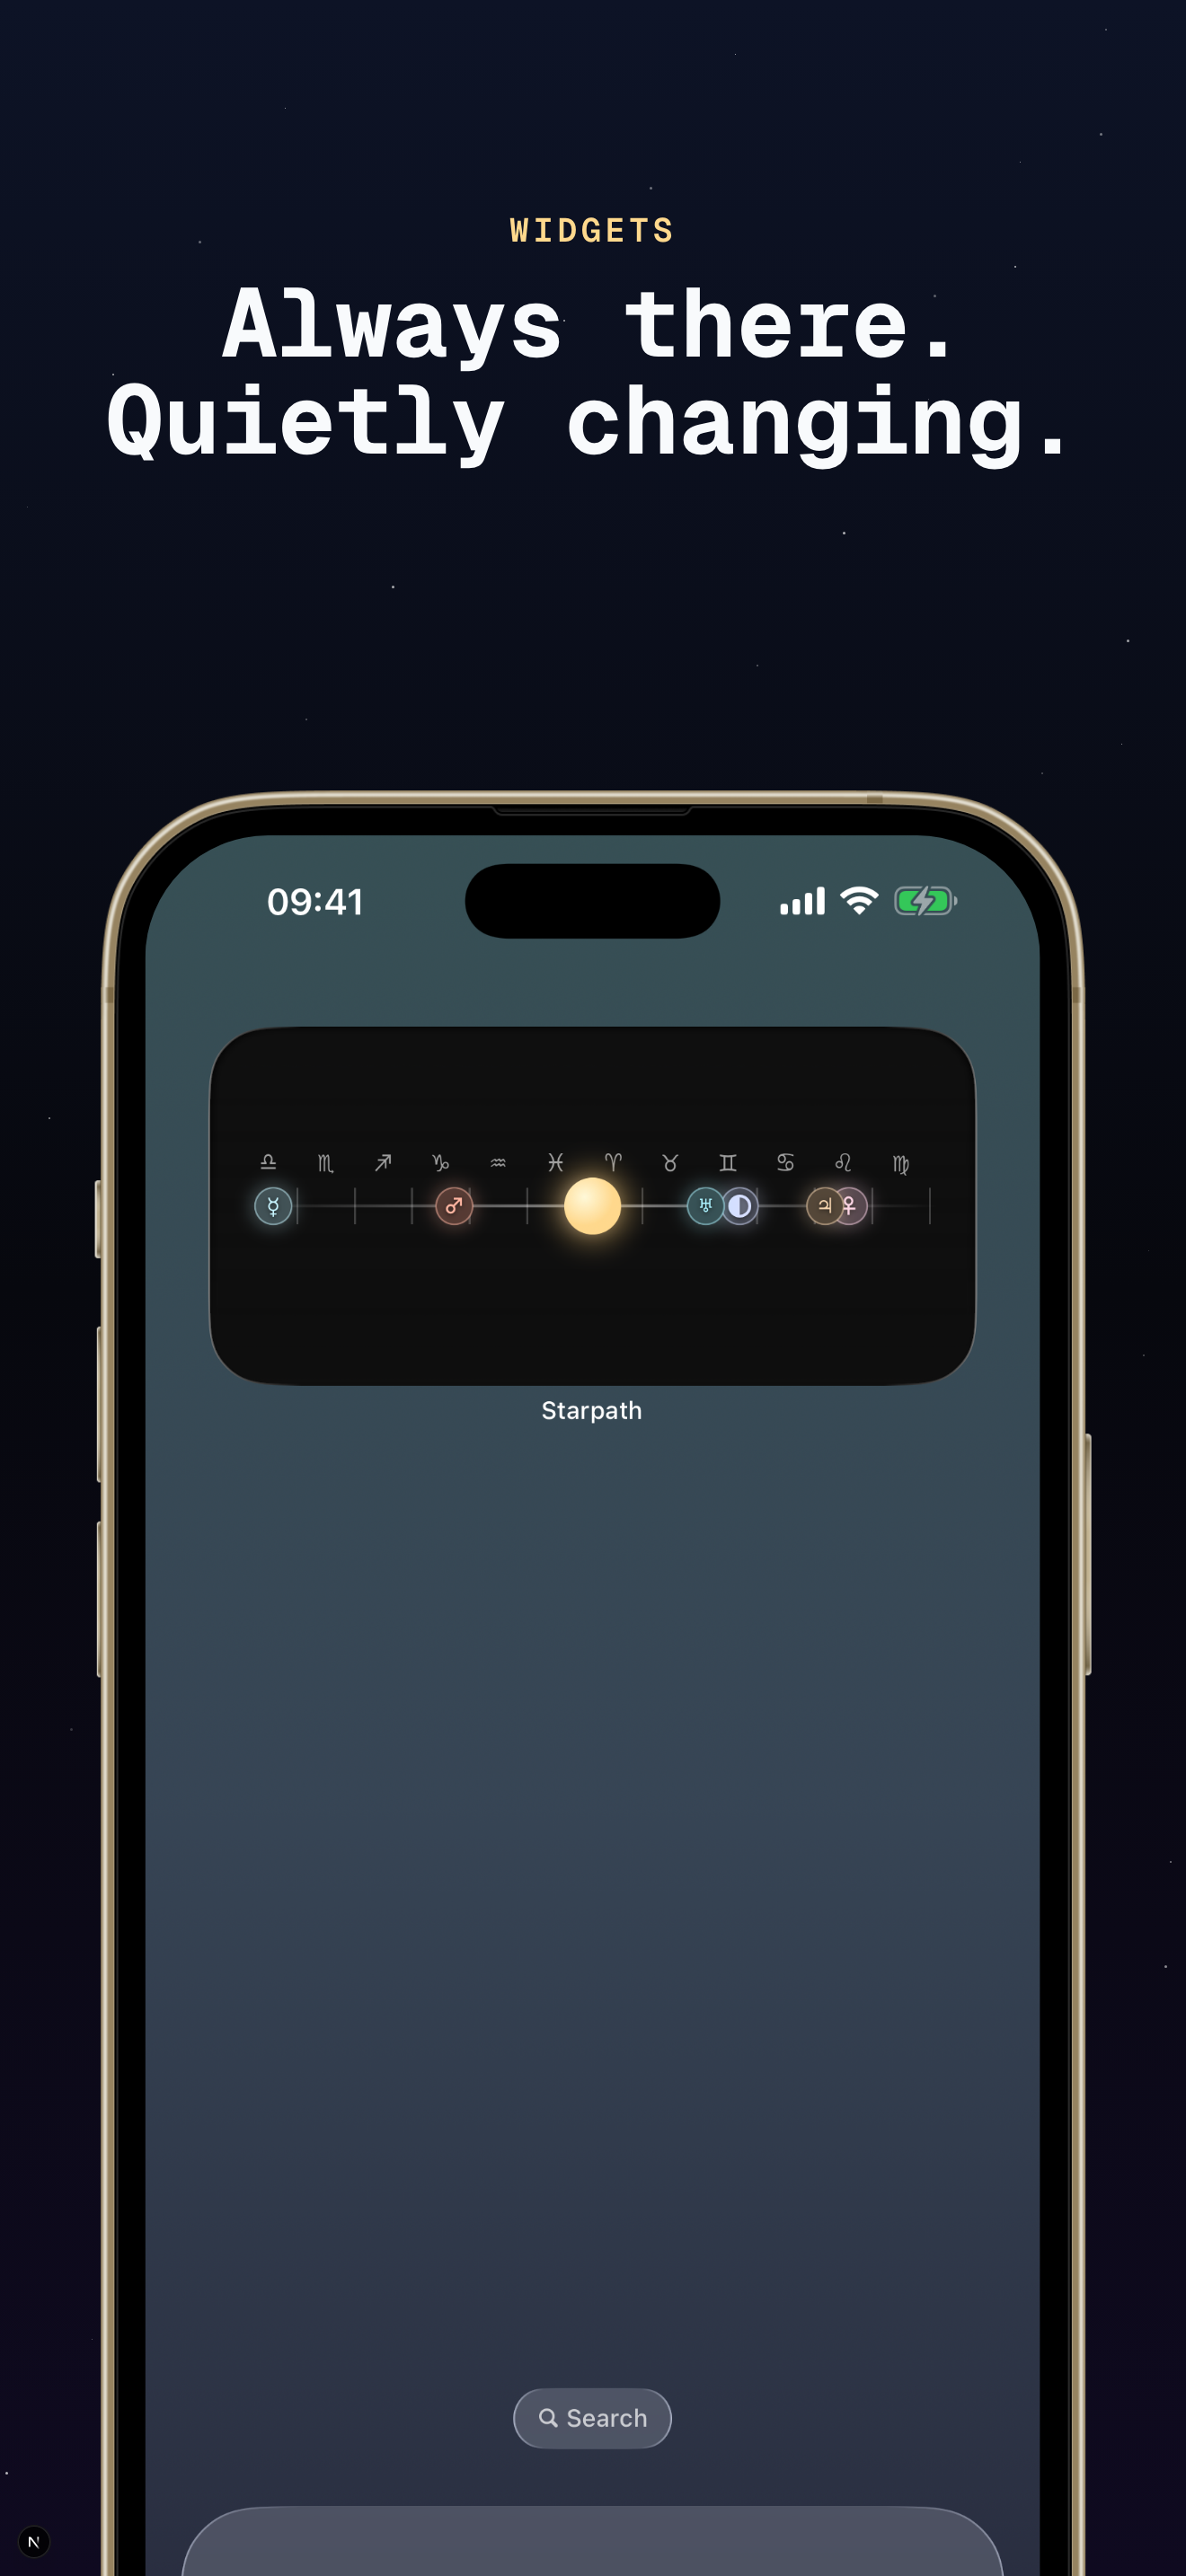 WIDGETS
Always there.
Quietly changing.
09:41
♎︎ ♏︎ ♐︎ ♑︎ ♒︎ ♓︎ ♈︎ ♉︎ ♊︎ ♋︎ ♌︎ ♍︎
☿ ♂ ♅ ♃ ♀
Starpath
Search
N